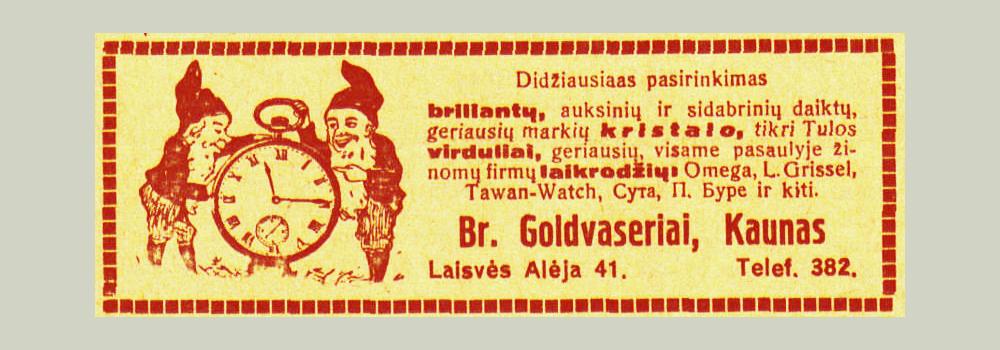 Didžiausiaas pasirinkimas
briliantų, auksinių ir sidabrinių daiktų,
geriausių markių kristalo, tikri Tulos
virduliai, geriausių, visame pasaulyje ži-
nomų firmų laikrodžių: Omega, L. Grissel,
Tawan-Watch, Сута, П. Буре ir kiti.
Br. Goldvaseriai, Kaunas
Laisvės Alėja 41. Telef. 382.